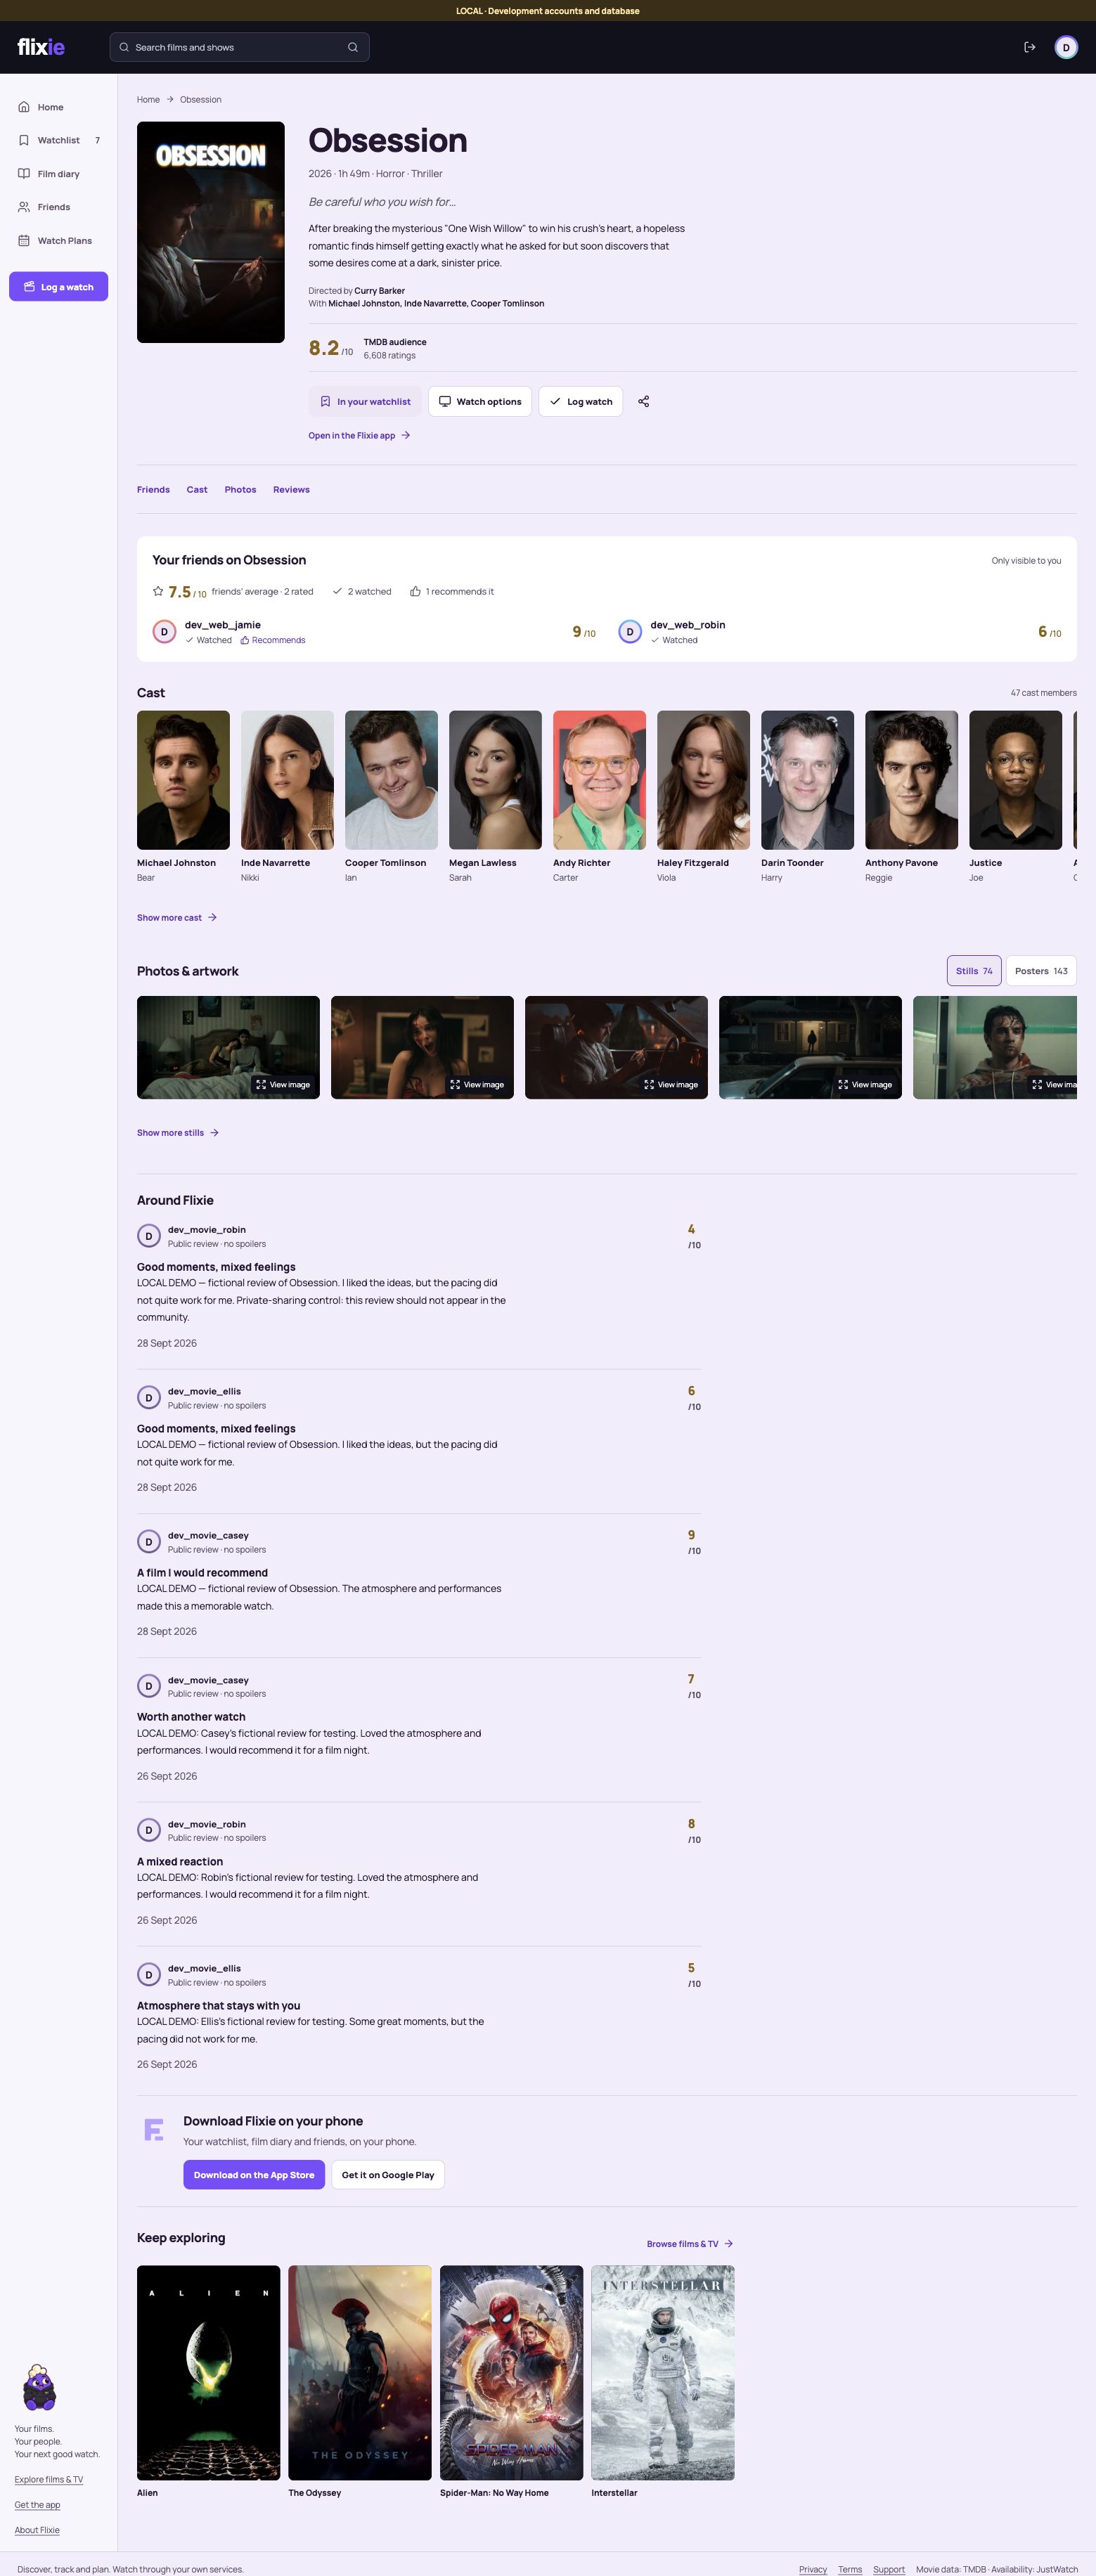 LOCAL · Development accounts and database
flixie
Search films and shows
D
Home
Watchlist 7
Film diary
Friends
Watch Plans
Log a watch
Home → Obsession
OBSESSION
Obsession
2026 · 1h 49m · Horror · Thriller
Be careful who you wish for…
After breaking the mysterious "One Wish Willow" to win his crush's heart, a hopeless
romantic finds himself getting exactly what he asked for but soon discovers that
some desires come at a dark, sinister price.
Directed by Curry Barker
With Michael Johnston, Inde Navarrette, Cooper Tomlinson
8.2 /10
TMDB audience
6,608 ratings
In your watchlist
Watch options
Log watch
Open in the Flixie app →
Friends Cast Photos Reviews
Your friends on Obsession
Only visible to you
7.5 / 10 friends' average · 2 rated
2 watched
1 recommends it
D
dev_web_jamie
Watched Recommends
9 /10
D
dev_web_robin
Watched
6 /10
Cast
47 cast members
Michael Johnston
Bear
Inde Navarrette
Nikki
Cooper Tomlinson
Ian
Megan Lawless
Sarah
Andy Richter
Carter
Haley Fitzgerald
Viola
Darin Toonder
Harry
Anthony Pavone
Reggie
Justice
Joe
Show more cast →
Photos & artwork
Stills 74
Posters 143
View image
View image
View image
View image
View ima
Show more stills →
Around Flixie
D
dev_movie_robin
Public review · no spoilers
4
/10
Good moments, mixed feelings
LOCAL DEMO — fictional review of Obsession. I liked the ideas, but the pacing did
not quite work for me. Private-sharing control: this review should not appear in the
community.
28 Sept 2026
D
dev_movie_ellis
Public review · no spoilers
6
/10
Good moments, mixed feelings
LOCAL DEMO — fictional review of Obsession. I liked the ideas, but the pacing did
not quite work for me.
28 Sept 2026
D
dev_movie_casey
Public review · no spoilers
9
/10
A film I would recommend
LOCAL DEMO — fictional review of Obsession. The atmosphere and performances
made this a memorable watch.
28 Sept 2026
D
dev_movie_casey
Public review · no spoilers
7
/10
Worth another watch
LOCAL DEMO: Casey's fictional review for testing. Loved the atmosphere and
performances. I would recommend it for a film night.
26 Sept 2026
D
dev_movie_robin
Public review · no spoilers
8
/10
A mixed reaction
LOCAL DEMO: Robin's fictional review for testing. Loved the atmosphere and
performances. I would recommend it for a film night.
26 Sept 2026
D
dev_movie_ellis
Public review · no spoilers
5
/10
Atmosphere that stays with you
LOCAL DEMO: Ellis's fictional review for testing. Some great moments, but the
pacing did not work for me.
26 Sept 2026
F
Download Flixie on your phone
Your watchlist, film diary and friends, on your phone.
Download on the App Store
Get it on Google Play
Keep exploring
Browse films & TV →
ALIEN
THE ODYSSEY
SPIDER-MAN
No Way Home
INTERSTELLAR
Alien
The Odyssey
Spider-Man: No Way Home
Interstellar
Your films.
Your people.
Your next good watch.
Explore films & TV
Get the app
About Flixie
Discover, track and plan. Watch through your own services.
Privacy Terms Support Movie data: TMDB · Availability: JustWatch